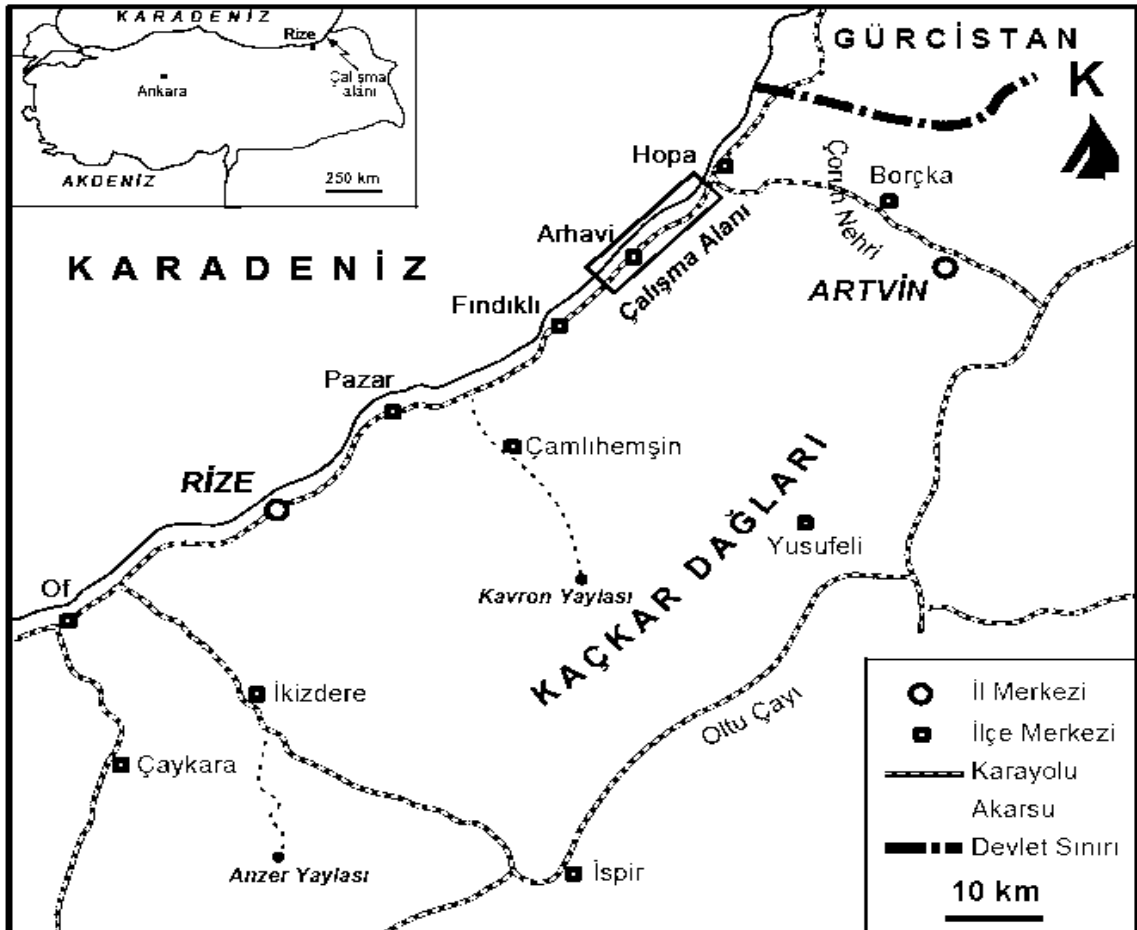 KARADENİZ
Rize
Ankara
Çal şma
alanı
AKDENİZ
250 km
GÜRCİSTAN
K
Hopa
Çoruh Nehri
Borçka
Arhavi
Çalışma Alanı
KARADENİZ
ARTVİN
Fındıklı
Pazar
Çamlıhemşin
RİZE
KAÇKAR DAĞLARI
Yusufeli
Of
Kavron Yaylası
İkizdere
Oltu Çayı
Çaykara
Anzer Yaylası
İspir
İl Merkezi
İlçe Merkezi
Karayolu
Akarsu
Devlet Sınırı
10 km